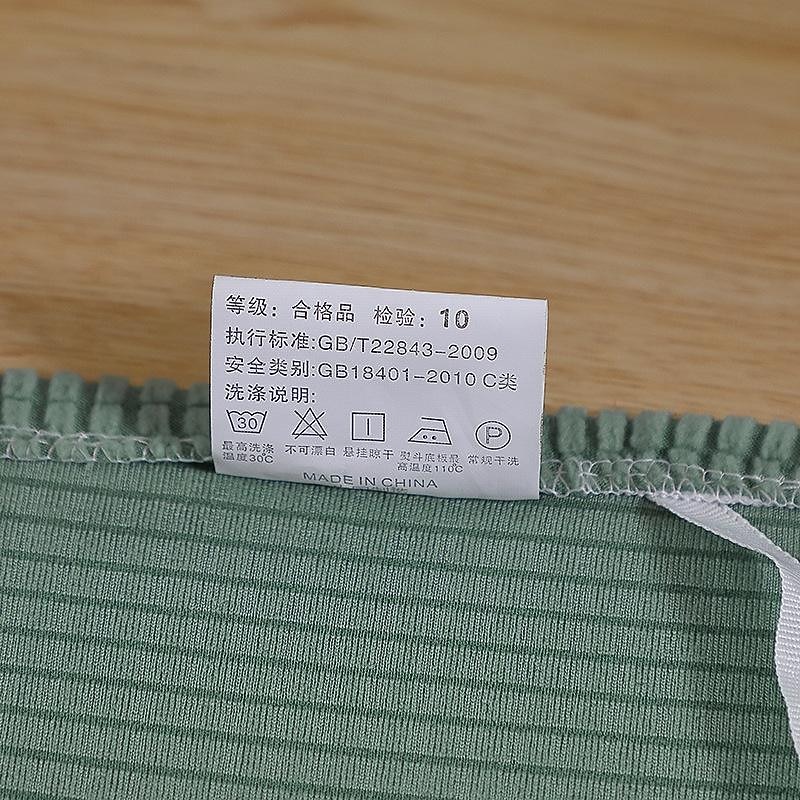 等级：合格品 检验：10
执行标准:GB/T22843-2009
安全类别:GB18401-2010 C类
洗涤说明:
30 P
最高洗涤 不可漂白 悬挂晾干 熨斗底板最 常规干洗
温度30C 高温度110℃
MADE IN CHINA